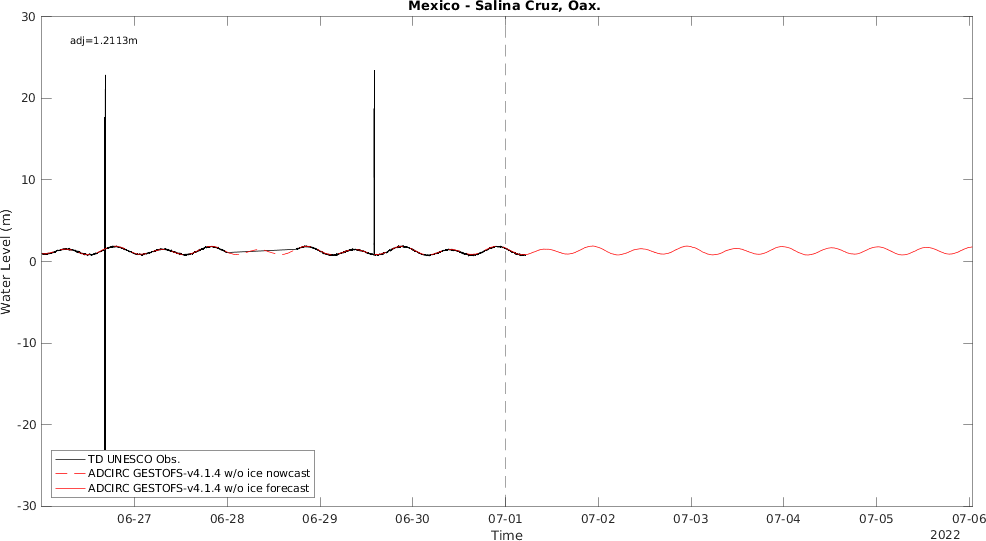 Mexico - Salina Cruz, Oax.
30
adj=1.2113m
20
10
0
-10
-20
-30
Water Level (m)
TD UNESCO Obs.
ADCIRC GESTOFS-v4.1.4 w/o ice nowcast
ADCIRC GESTOFS-v4.1.4 w/o ice forecast
06-27 06-28 06-29 06-30 07-01 07-02 07-03 07-04 07-05 07-06
Time
2022